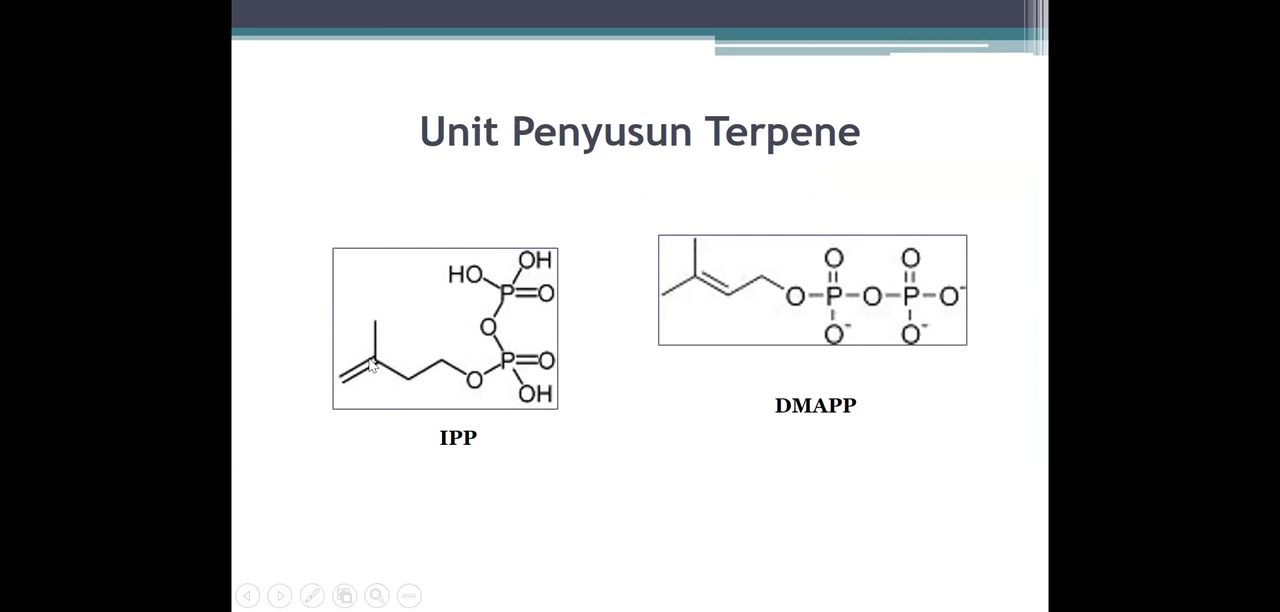 Unit Penyusun Terpene
HO OH
P=O
O
P=O
O
OH
IPP
O O
O-P-O-P-O⁻
O⁻ O⁻
DMAPP